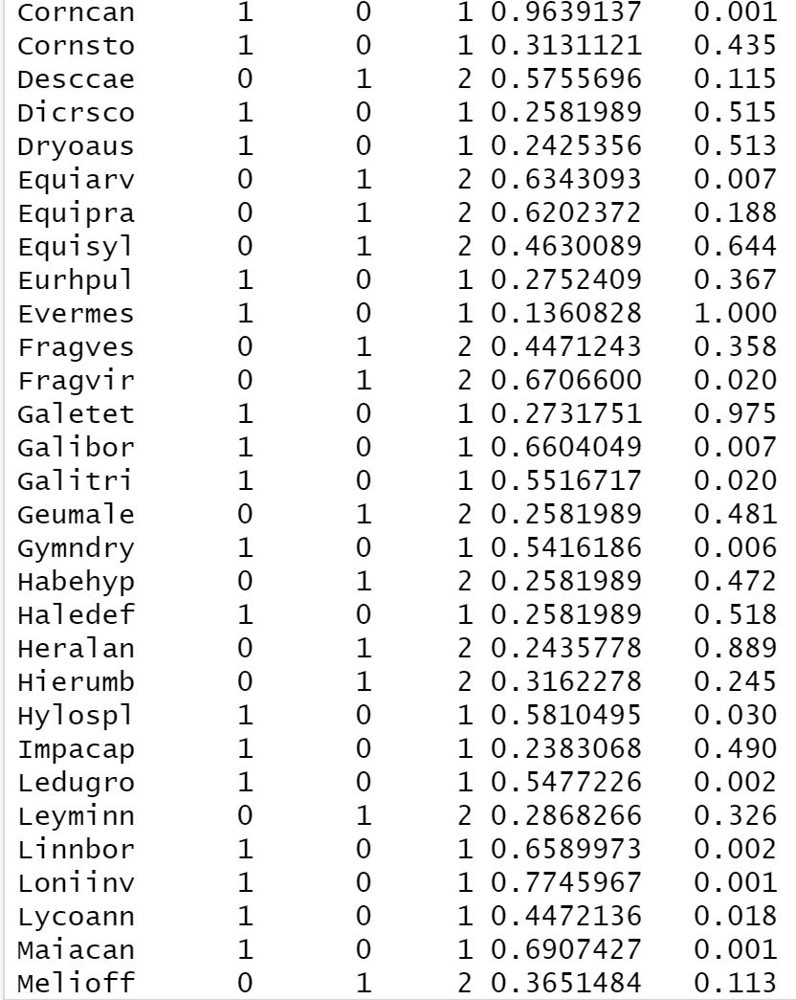 Corncan 1 0 1 0.9639137 0.001
Cornsto 1 0 1 0.3131121 0.435
Desccae 0 1 2 0.5755696 0.115
Dicrsco 1 0 1 0.2581989 0.515
Dryoaus 1 0 1 0.2425356 0.513
Equiarv 0 1 2 0.6343093 0.007
Equipra 0 1 2 0.6202372 0.188
Equisyl 0 1 2 0.4630089 0.644
Eurhpul 1 0 1 0.2752409 0.367
Evermes 1 0 1 0.1360828 1.000
Fragves 0 1 2 0.4471243 0.358
Fragvir 0 1 2 0.6706600 0.020
Galetet 1 0 1 0.2731751 0.975
Galibor 1 0 1 0.6604049 0.007
Galitri 1 0 1 0.5516717 0.020
Geumale 0 1 2 0.2581989 0.481
Gymndry 1 0 1 0.5416186 0.006
Habehyp 0 1 2 0.2581989 0.472
Haledef 1 0 1 0.2581989 0.518
Heralan 0 1 2 0.2435778 0.889
Hierumb 0 1 2 0.3162278 0.245
Hylospl 1 0 1 0.5810495 0.030
Impacap 1 0 1 0.2383068 0.490
Ledugro 1 0 1 0.5477226 0.002
Leyminn 0 1 2 0.2868266 0.326
Linnbor 1 0 1 0.6589973 0.002
Loniinv 1 0 1 0.7745967 0.001
Lycoann 1 0 1 0.4472136 0.018
Maiacan 1 0 1 0.6907427 0.001
Melioff 0 1 2 0.3651484 0.113